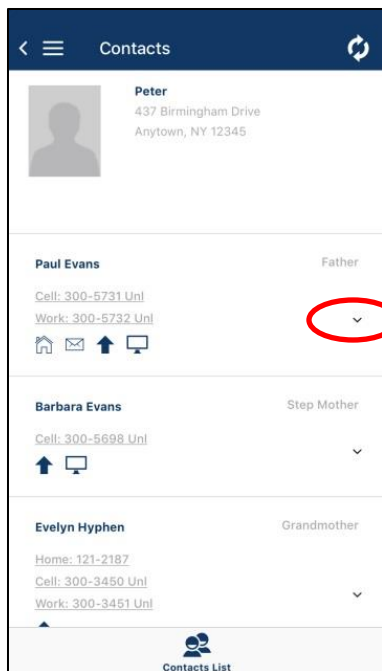 Contacts
Peter
437 Birmingham Drive
Anytown, NY 12345
Paul Evans
Father
Cell: 300-5731 Unl
Work: 300-5732 Unl
Barbara Evans
Step Mother
Cell: 300-5698 Unl
Evelyn Hyphen
Grandmother
Home: 121-2187
Cell: 300-3450 Unl
Work: 300-3451 Unl
Contacts List